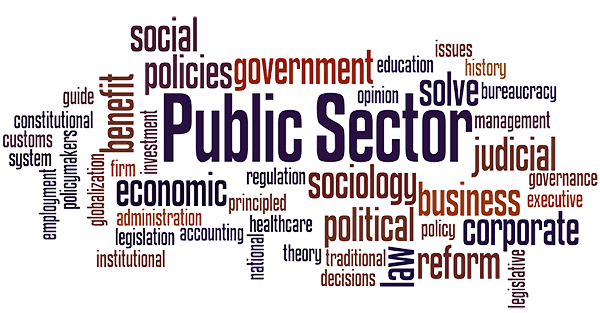 social
issues
policies
government
education
history
benefit
guide
opinion
solve
bureaucracy
constitutional
investment
Public Sector
management
customs
policymakers
system
judicial
globalization
firm
regulation
sociology
governance
employment
economic
principled
business
executive
administration
healthcare
political
policy
corporate
legislation
accounting
national
theory
traditional
law
reform
institutional
decisions
legislative